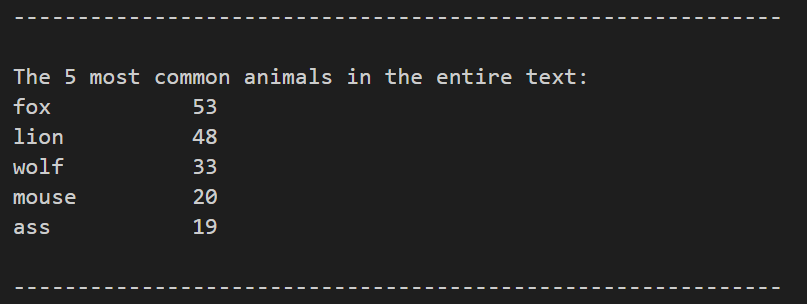 ------------------------------------------------------------
The 5 most common animals in the entire text:
fox           53
lion          48
wolf          33
mouse         20
ass           19
------------------------------------------------------------